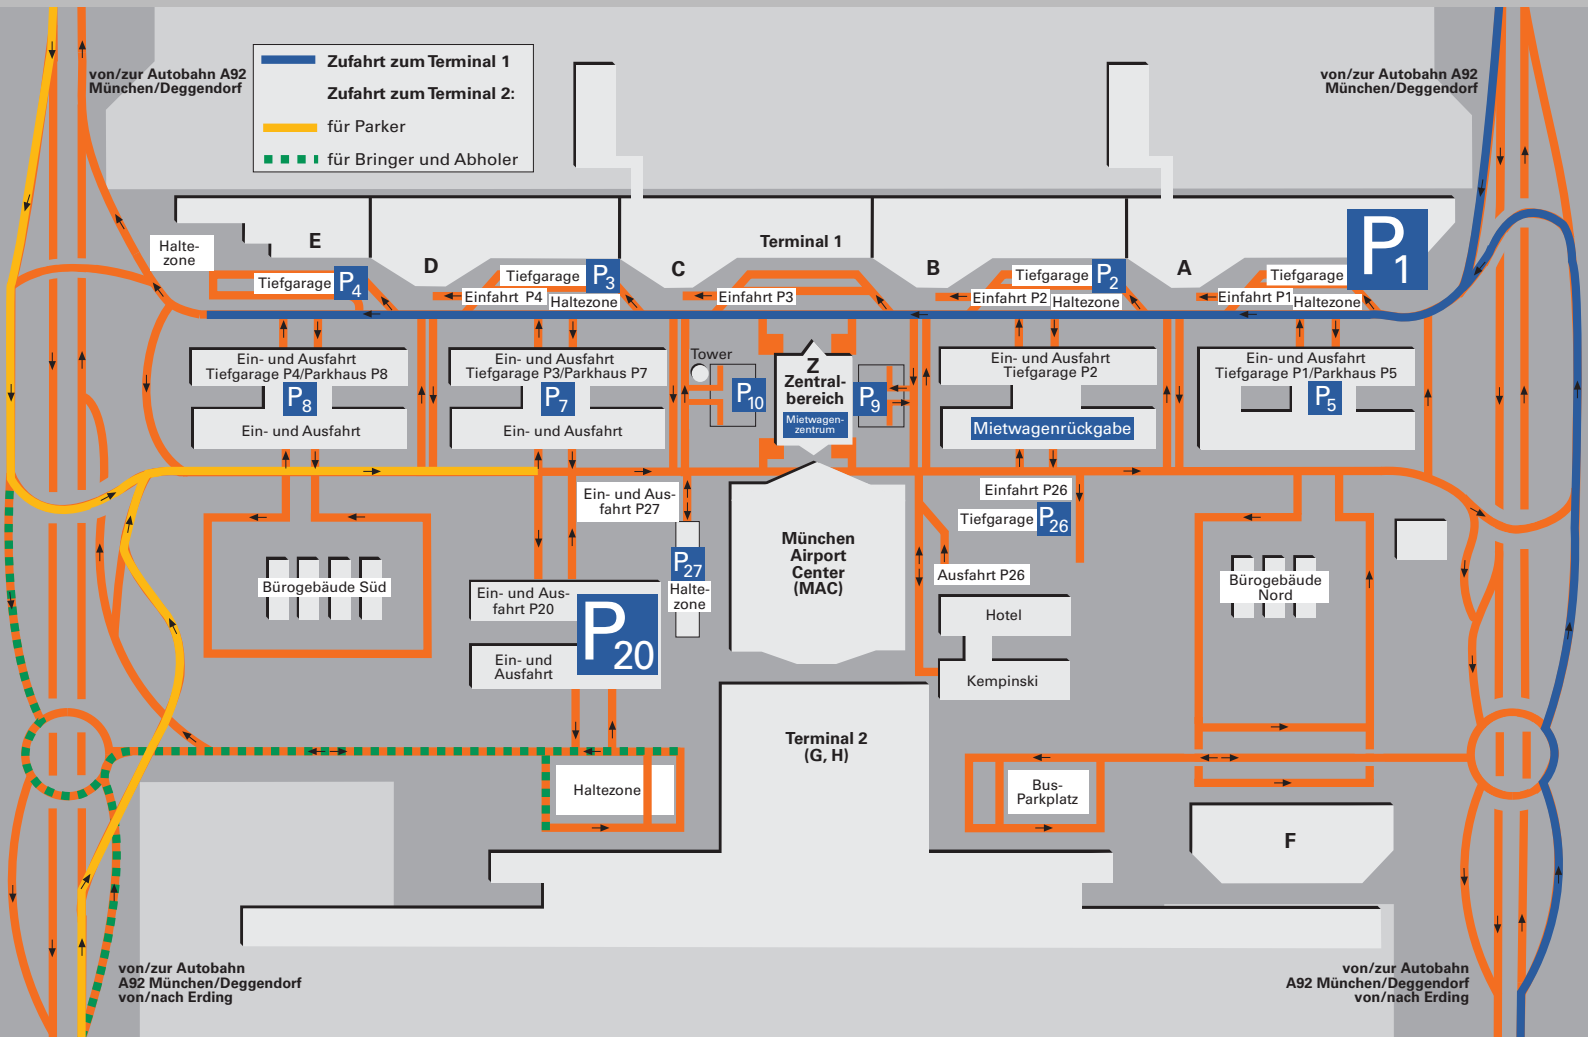 Zufahrt zum Terminal 1
Zufahrt zum Terminal 2:
für Parker
für Bringer und Abholer
von/zur Autobahn A92
München/Deggendorf
von/zur Autobahn A92
München/Deggendorf
Halte-
zone
E
D
C
Terminal 1
B
A
P1
Tiefgarage
P4
Tiefgarage
P3
Tiefgarage
P2
Tiefgarage
Einfahrt P4
Haltezone
Einfahrt P3
Einfahrt P2
Haltezone
Einfahrt P1
Haltezone
Ein- und Ausfahrt
Tiefgarage P4/Parkhaus P8
P8
Ein- und Ausfahrt
Ein- und Ausfahrt
Tiefgarage P3/Parkhaus P7
P7
Ein- und Ausfahrt
Tower
P10
Z
Zentral-
bereich
Mietwagen-
zentrum
P9
Ein- und Ausfahrt
Tiefgarage P2
Mietwagenrückgabe
Ein- und Ausfahrt
Tiefgarage P1/Parkhaus P5
P5
Ein- und Aus-
fahrt P27
P27
Halte-
zone
Einfahrt P26
Tiefgarage
P26
Ausfahrt P26
München
Airport
Center
(MAC)
Bürogebäude Süd
Ein- und Aus-
fahrt P20
P20
Ein- und
Ausfahrt
Hotel
Kempinski
Bürogebäude
Nord
Terminal 2
(G, H)
Haltezone
Bus-
Parkplatz
F
von/zur Autobahn
A92 München/Deggendorf
von/nach Erding
von/zur Autobahn
A92 München/Deggendorf
von/nach Erding